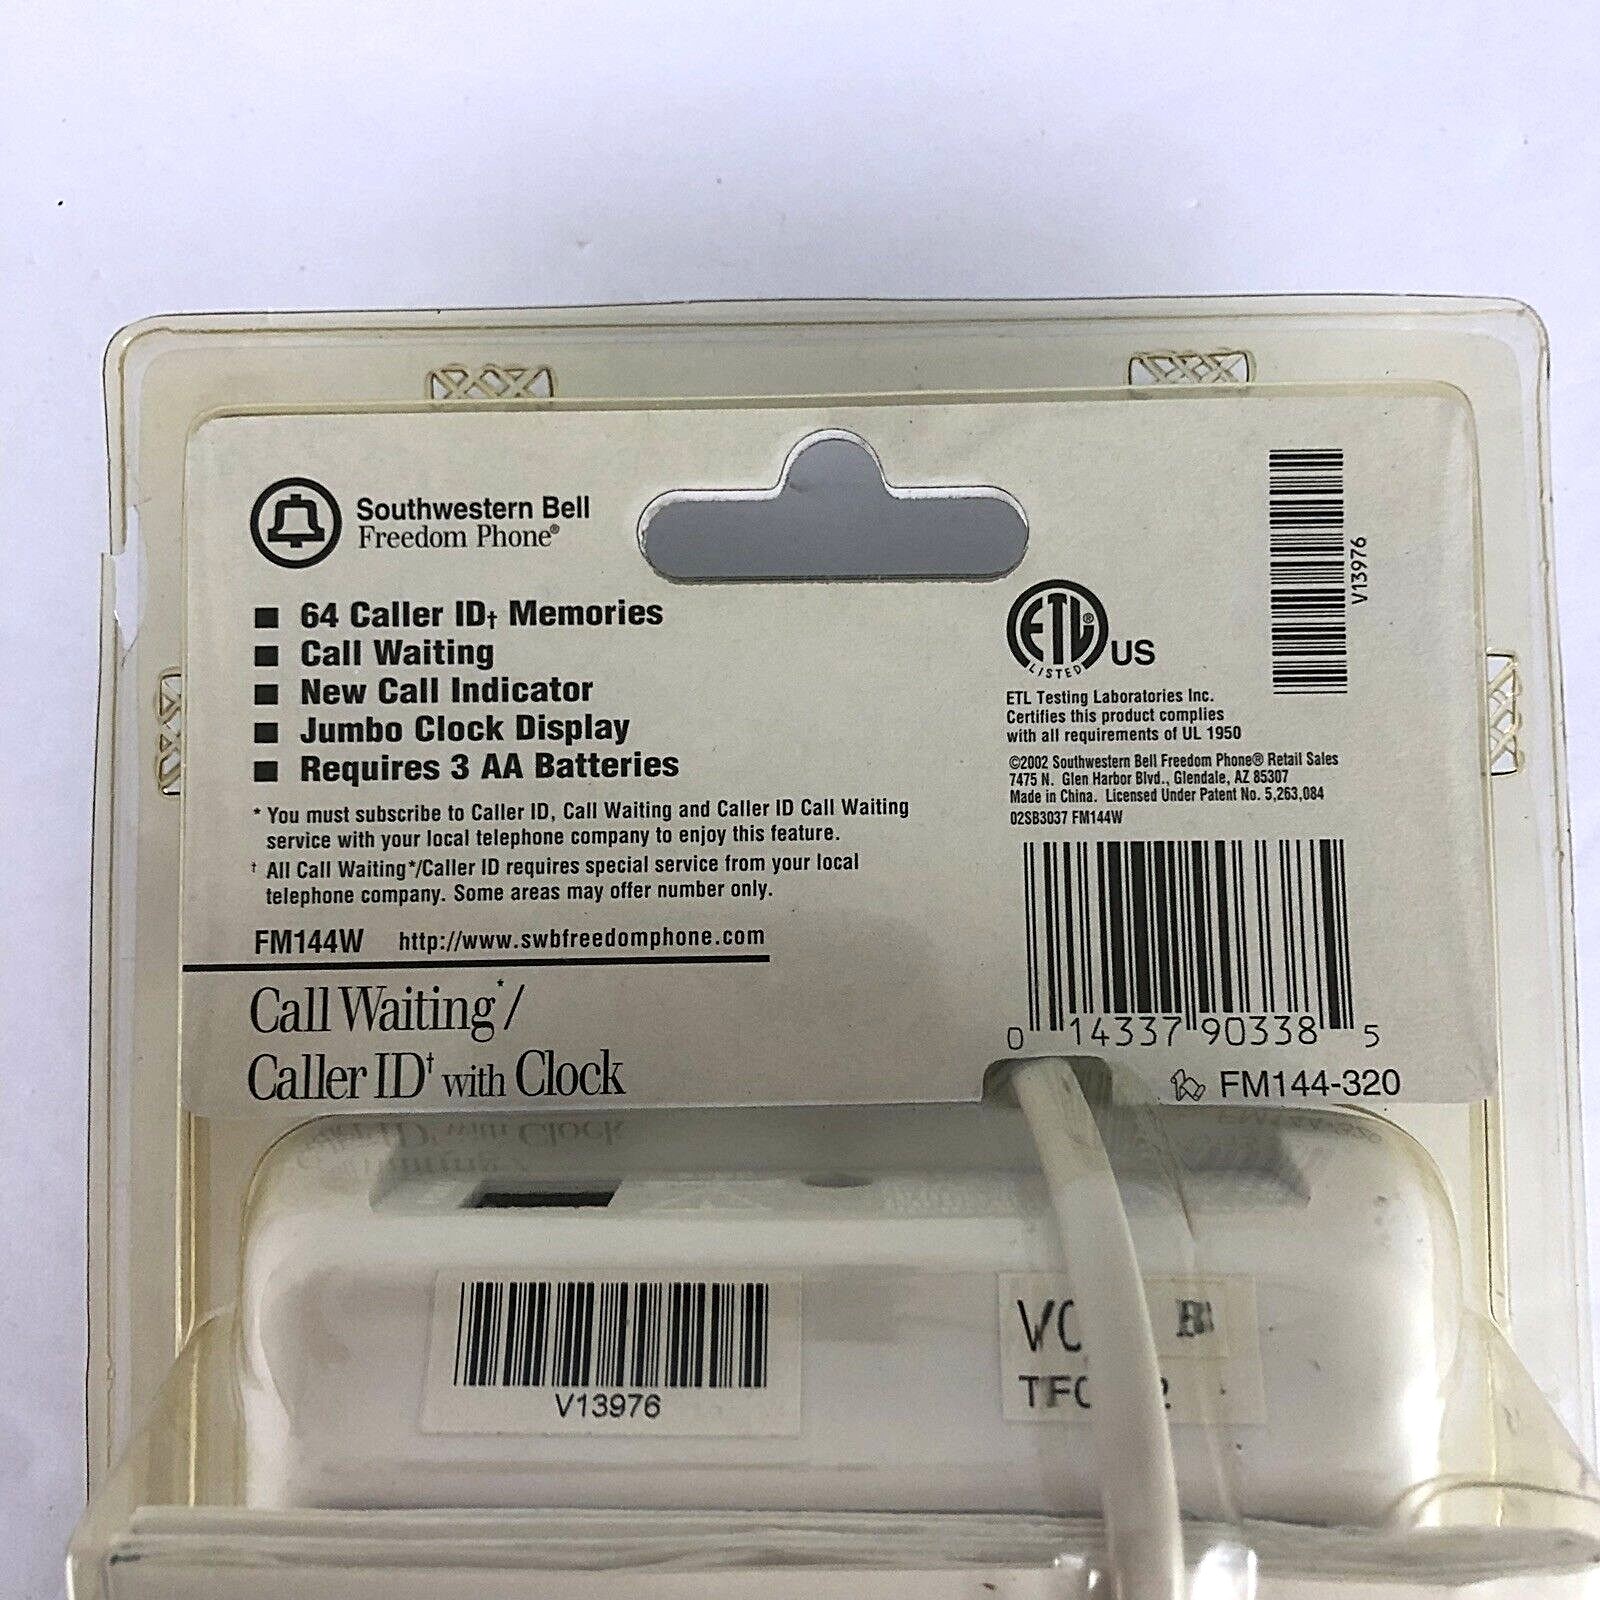 Southwestern Bell
Freedom Phone®
■ 64 Caller ID† Memories
■ Call Waiting
■ New Call Indicator
■ Jumbo Clock Display
■ Requires 3 AA Batteries
* You must subscribe to Caller ID, Call Waiting and Caller ID Call Waiting
service with your local telephone company to enjoy this feature.
† All Call Waiting*/Caller ID requires special service from your local
telephone company. Some areas may offer number only.
FM144W http://www.swbfreedomphone.com
Call Waiting*/
Caller ID† with Clock
V13976
ETL®
LISTED
US
ETL Testing Laboratories Inc.
Certifies this product complies
with all requirements of UL 1950
©2002 Southwestern Bell Freedom Phone® Retail Sales
7475 N. Glen Harbor Blvd., Glendale, AZ 85307
Made in China. Licensed Under Patent No. 5,263,084
02SB3037 FM144W
0 14337 90338 5
FM144-320
V13976